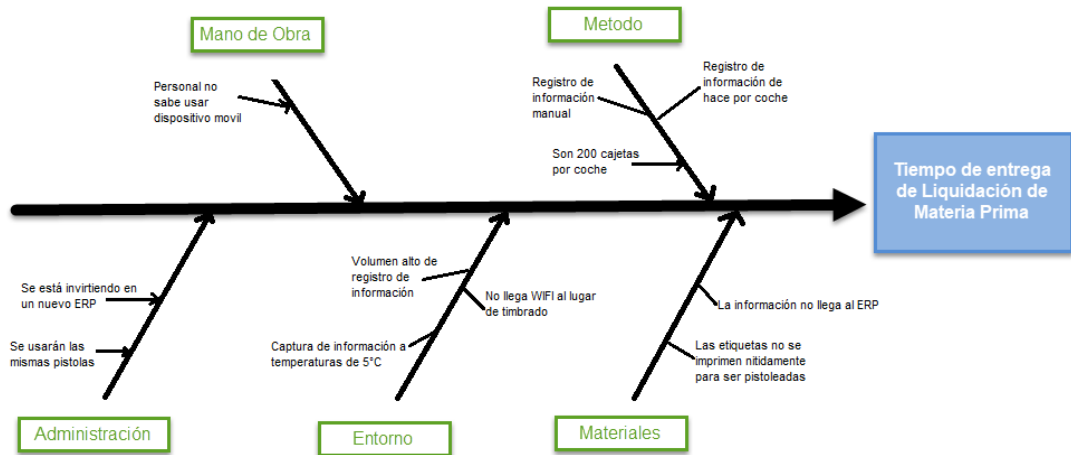 Mano de Obra
Metodo
Personal no
sabe usar
dispositivo movil
Registro de
información
manual
Registro de
información de
hace por coche
Son 200 cajetas
por coche
Tiempo de entrega
de Liquidación de
Materia Prima
Se está invirtiendo en
un nuevo ERP
Se usarán las
mismas pistolas
Volumen alto de
registro de
información
No llega WIFI al lugar
de timbrado
Captura de información a
temperaturas de 5°C
La información no llega al ERP
Las etiquetas no se
imprimen nitidamente
para ser pistoleadas
Administración
Entorno
Materiales